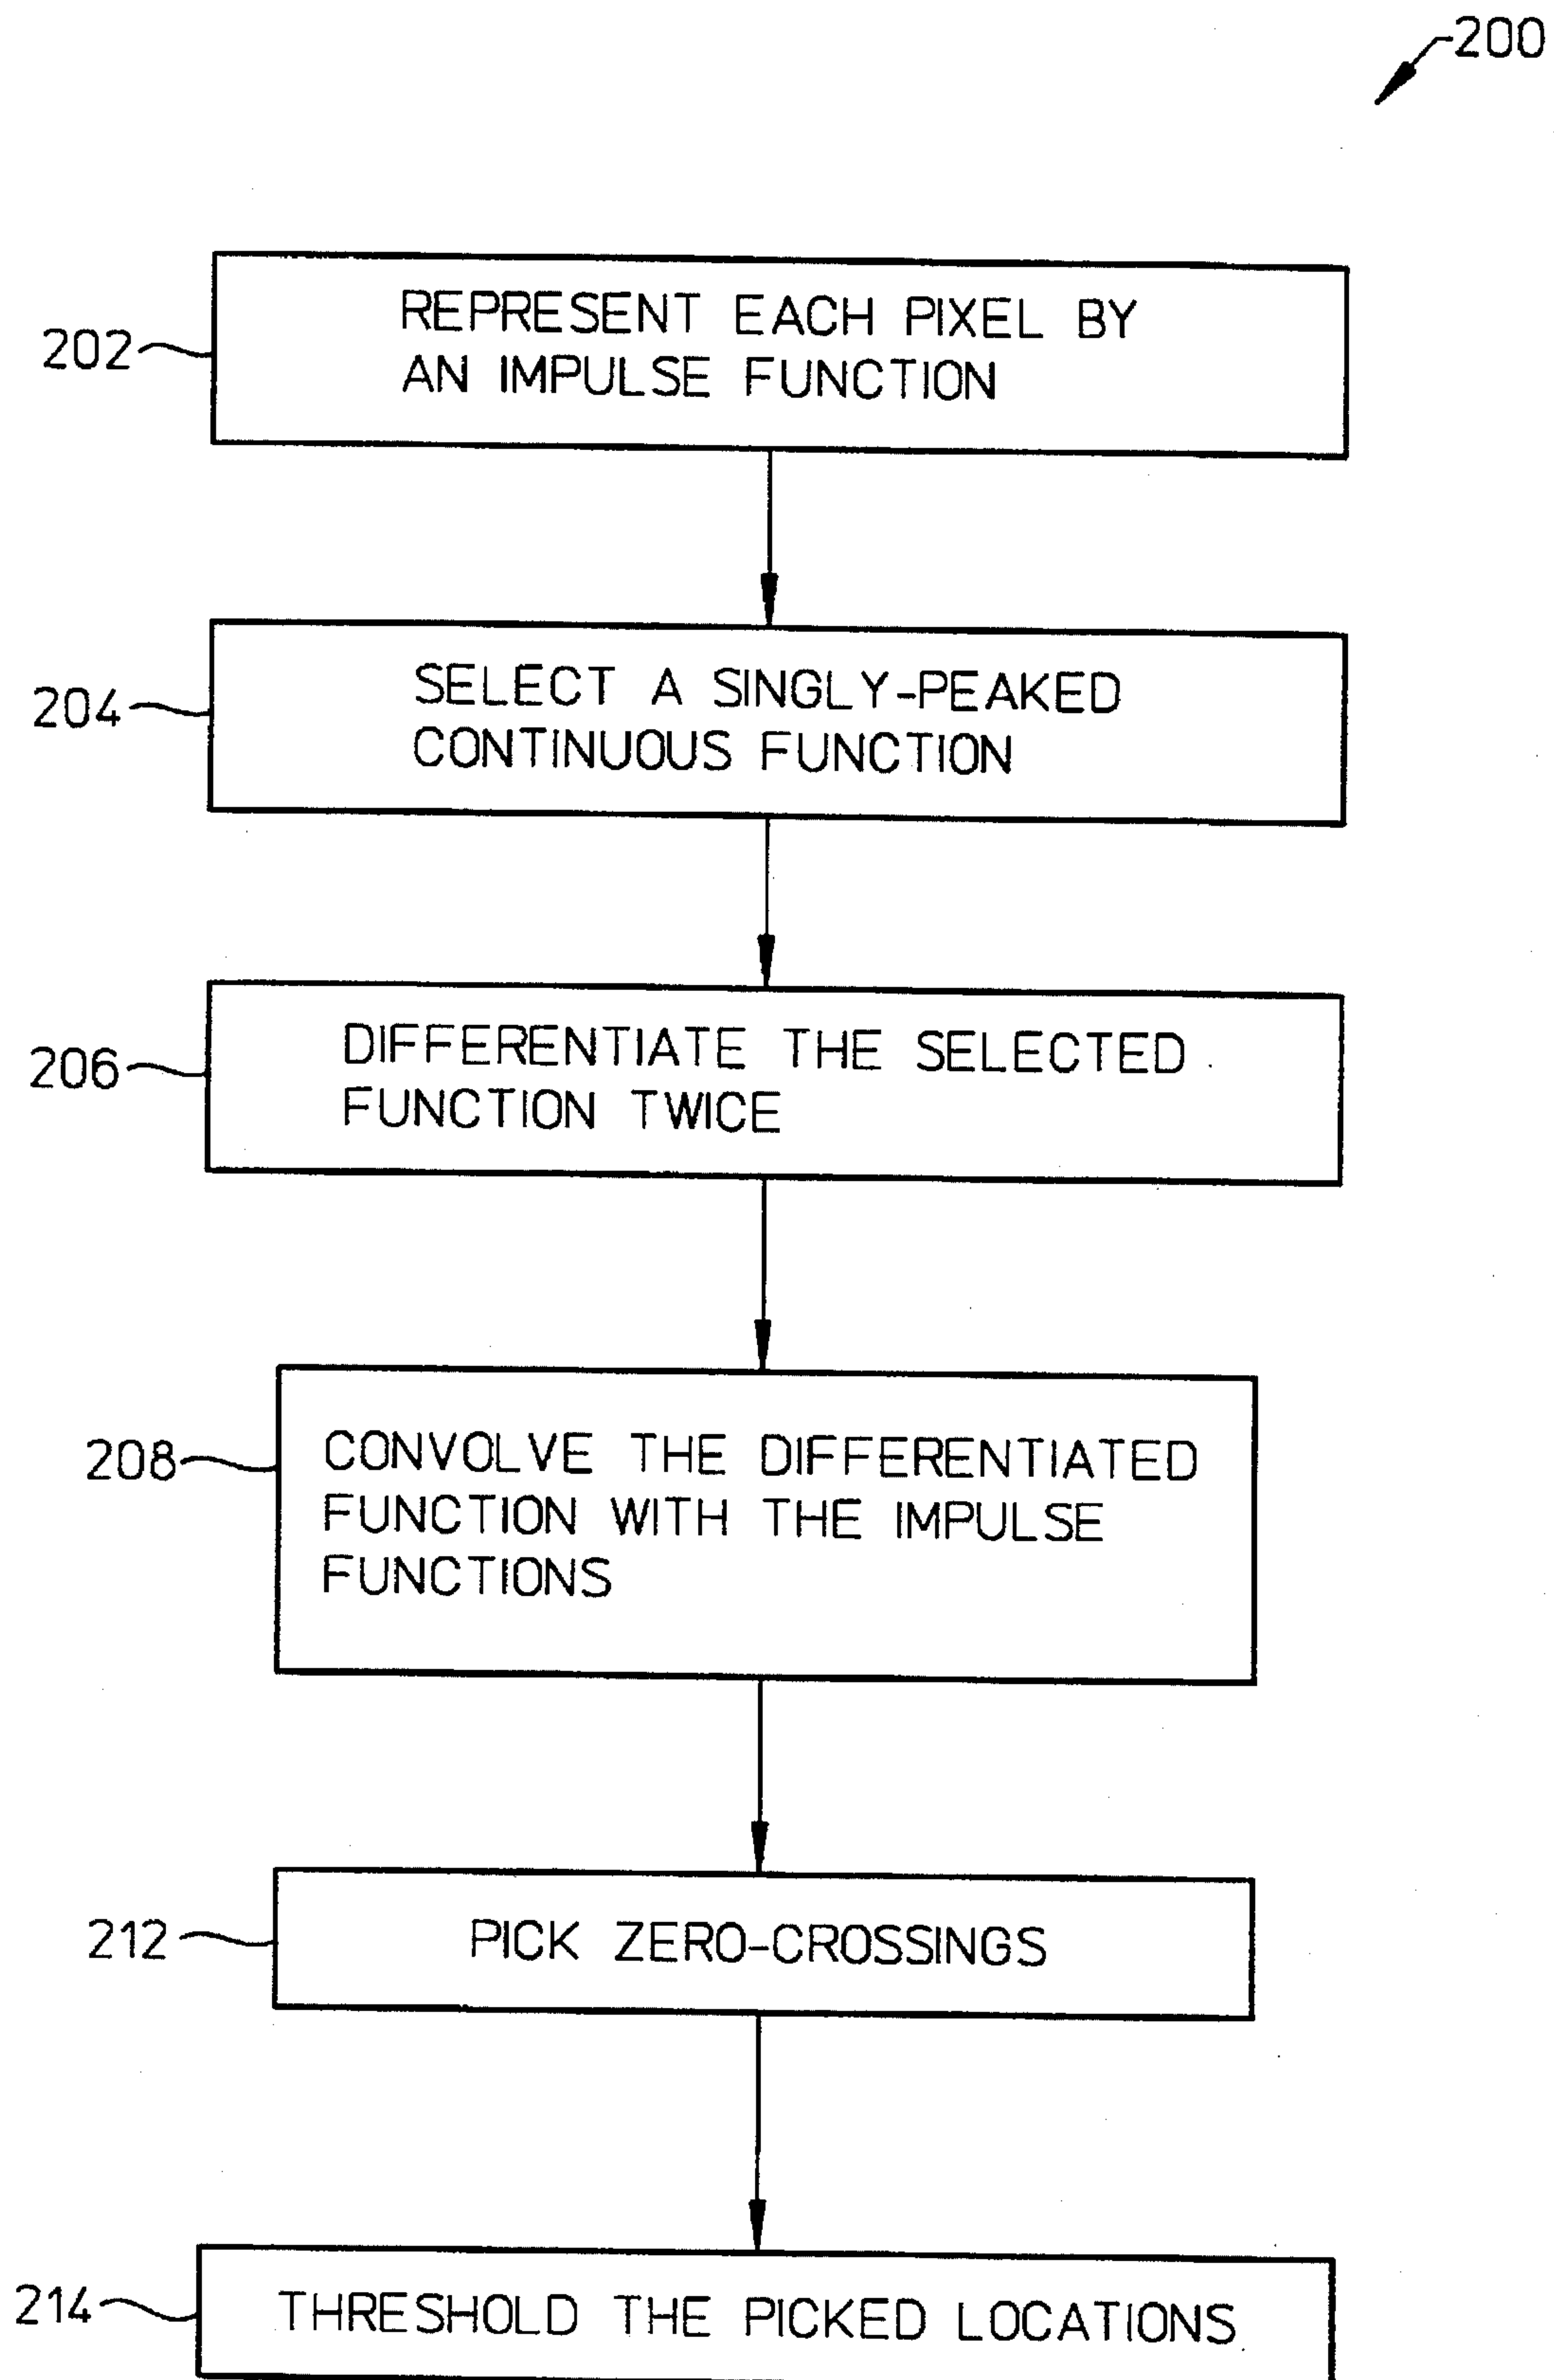 200
202
REPRESENT EACH PIXEL BY
AN IMPULSE FUNCTION
204
SELECT A SINGLY-PEAKED
CONTINUOUS FUNCTION
206
DIFFERENTIATE THE SELECTED
FUNCTION TWICE
208
CONVOLVE THE DIFFERENTIATED
FUNCTION WITH THE IMPULSE
FUNCTIONS
212
PICK ZERO-CROSSINGS
214
THRESHOLD THE PICKED LOCATIONS